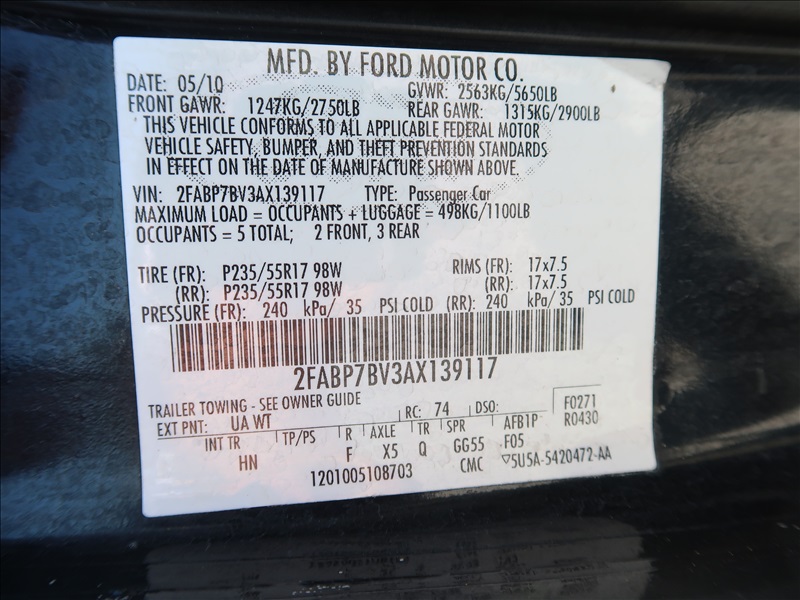 MFD. BY FORD MOTOR CO.
DATE: 05/10 GVWR: 2563KG/5650LB
FRONT GAWR: 1247KG/2750LB REAR GAWR: 1315KG/2900LB
THIS VEHICLE CONFORMS TO ALL APPLICABLE FEDERAL MOTOR
VEHICLE SAFETY, BUMPER, AND THEFT PREVENTION STANDARDS
IN EFFECT ON THE DATE OF MANUFACTURE SHOWN ABOVE.
VIN: 2FABP7BV3AX139117 TYPE: Passenger Car
MAXIMUM LOAD = OCCUPANTS + LUGGAGE = 498KG/1100LB
OCCUPANTS = 5 TOTAL; 2 FRONT, 3 REAR
TIRE (FR): P235/55R17 98W RIMS (FR): 17x7.5
(RR): P235/55R17 98W (RR): 17x7.5
PRESSURE (FR): 240 kPa/ 35 PSI COLD (RR): 240 kPa/ 35 PSI COLD
2FABP7BV3AX139117
TRAILER TOWING - SEE OWNER GUIDE
EXT PNT: UA WT RC: 74 DSO: F0271
R0430
INT TR TP/PS R AXLE TR SPR AFB1P
HN F X5 Q GG55 F05
1201005108703 CMC ▽5U5A-5420472-AA